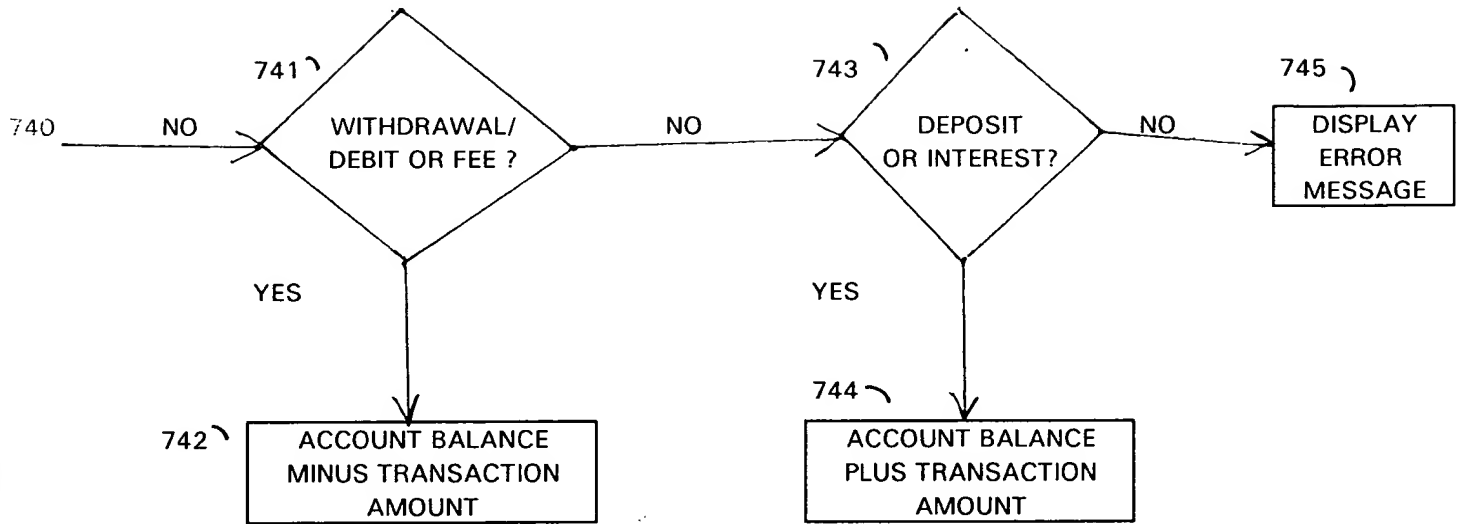 740
NO
741
WITHDRAWAL/
DEBIT OR FEE ?
YES
742
ACCOUNT BALANCE
MINUS TRANSACTION
AMOUNT
NO
743
DEPOSIT
OR INTEREST?
YES
744
ACCOUNT BALANCE
PLUS TRANSACTION
AMOUNT
NO
745
DISPLAY
ERROR
MESSAGE